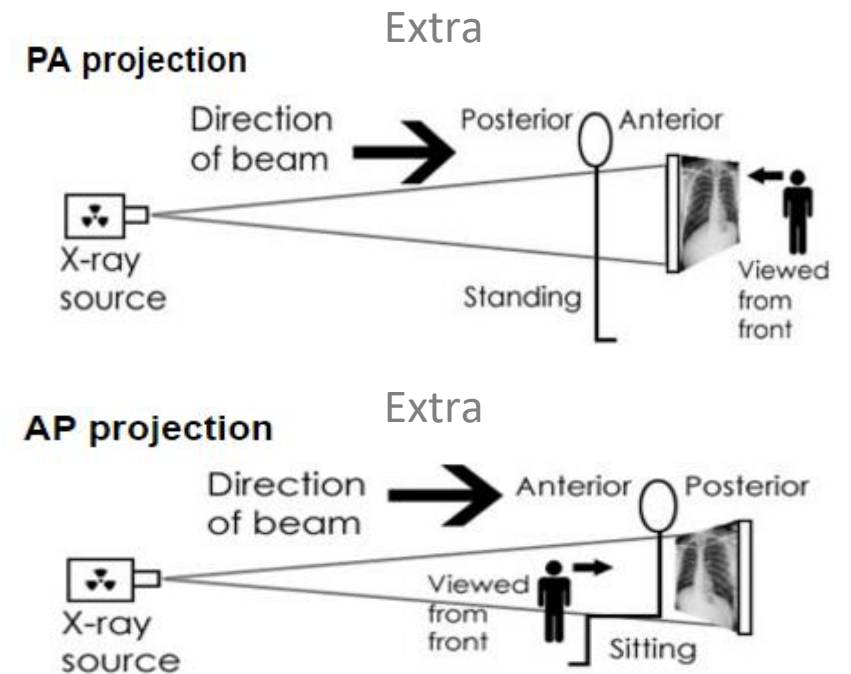 Extra
PA projection
Direction
of beam
Posterior
Anterior
X-ray
source
Standing
Viewed
from
front
Extra
AP projection
Direction
of beam
Anterior
Posterior
Viewed
from
front
X-ray
source
Sitting